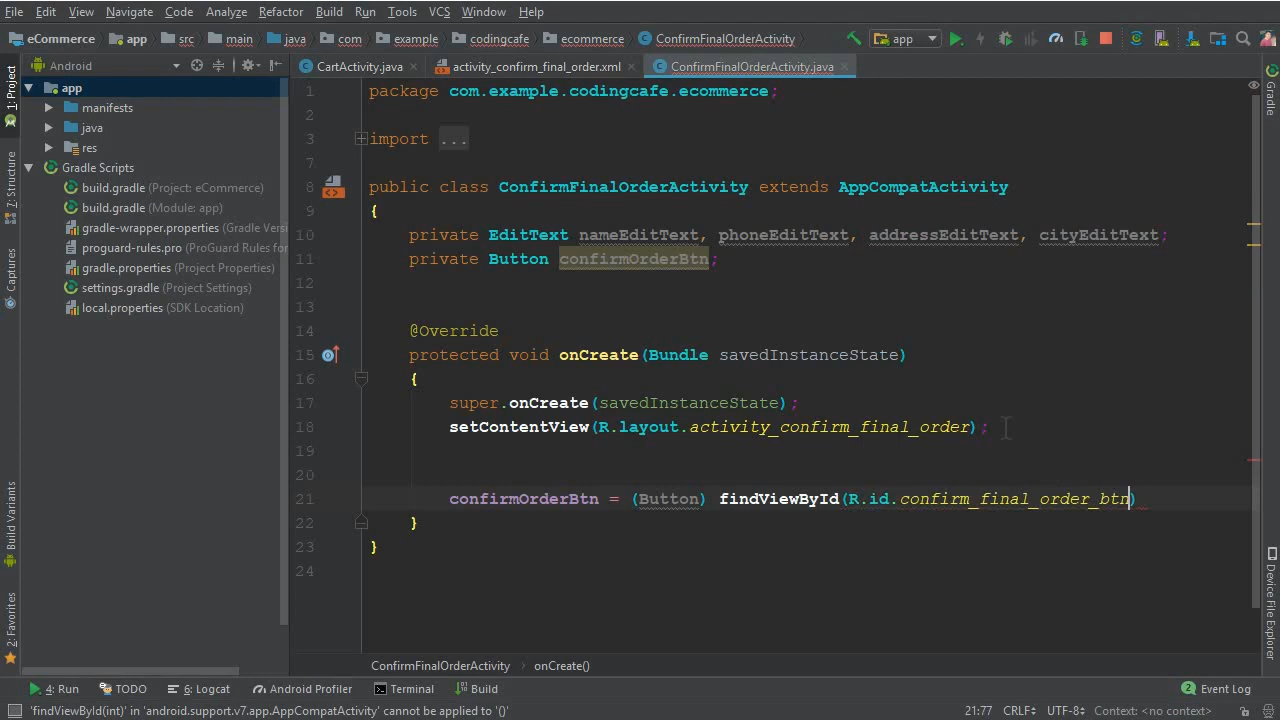 File Edit View Navigate Code Analyze Refactor Build Run Tools VCS Window Help
eCommerce app src main java com example codingcafe ecommerce ConfirmFinalOrderActivity app
Android CartActivity.java activity_confirm_final_order.xml ConfirmFinalOrderActivity.java
1: Project
7: Structure
Captures
Build Variants
2: Favorites
app
manifests
java
res
Gradle Scripts
build.gradle (Project: eCommerce)
build.gradle (Module: app)
gradle-wrapper.properties (Gradle Vers
proguard-rules.pro (ProGuard Rules for
gradle.properties (Project Properties)
settings.gradle (Project Settings)
local.properties (SDK Location)
1 package com.example.codingcafe.ecommerce;
2
3 import ...
7
8 public class ConfirmFinalOrderActivity extends AppCompatActivity
9 {
10 private EditText nameEditText, phoneEditText, addressEditText, cityEditText;
11 private Button confirmOrderBtn;
12
13
14 @Override
15 protected void onCreate(Bundle savedInstanceState)
16 {
17 super.onCreate(savedInstanceState);
18 setContentView(R.layout.activity_confirm_final_order);
19
20
21 confirmOrderBtn = (Button) findViewById(R.id.confirm_final_order_btn)
22 }
23 }
24
Gradle
Device File Explorer
ConfirmFinalOrderActivity onCreate()
4: Run TODO 6: Logcat Android Profiler Terminal Build 2 Event Log
'findViewById(int)' in 'android.support.v7.app.AppCompatActivity' cannot be applied to '()' 21:77 CRLF UTF-8 Context: <no context>